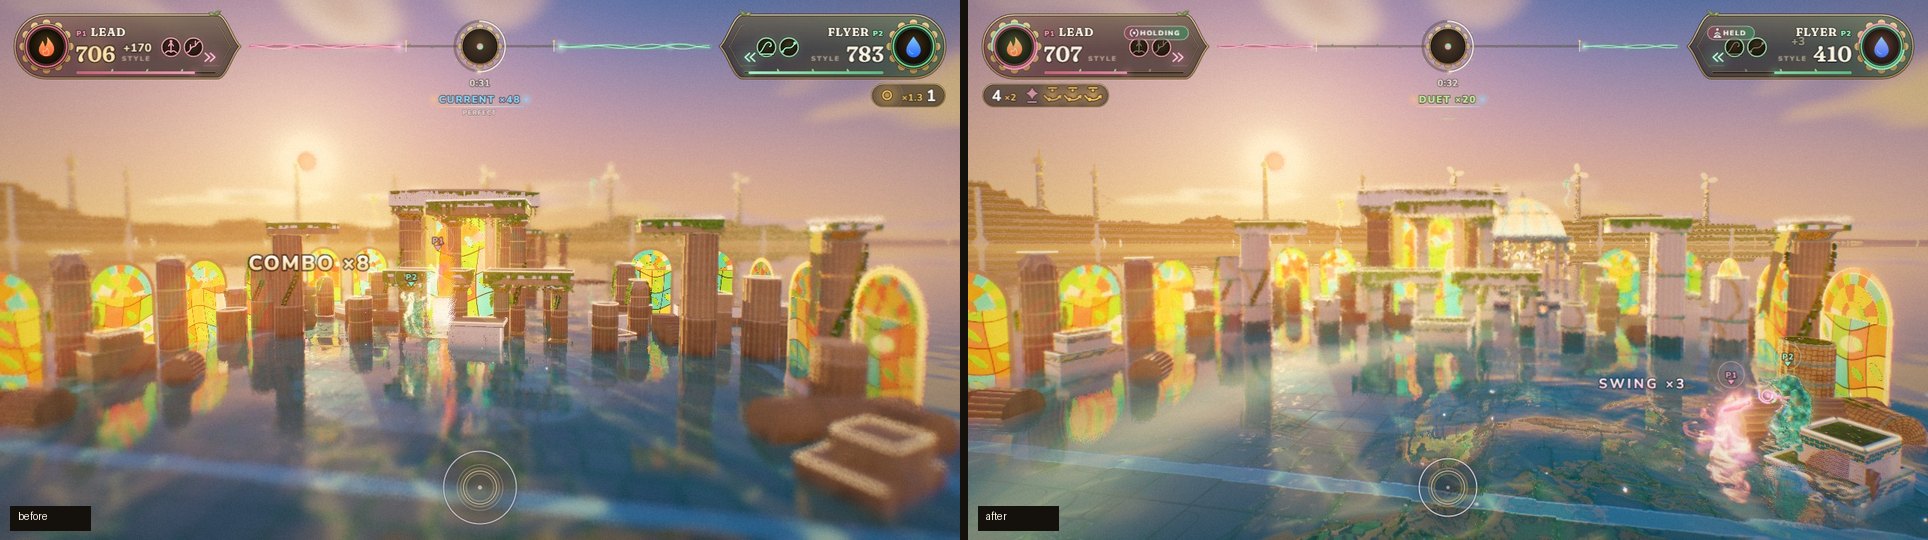 P1 LEAD
706 +170 STYLE
0:31
CURRENT ×48
PERFECT
FLYER P2
STYLE 783
×1.3 1
P1
COMBO ×8
P2
before
P1 LEAD
HOLDING
707 STYLE
4 ×2
0:32
DUET ×20
HELD
FLYER P2
+3
STYLE 410
P2
P1
SWING ×3
after